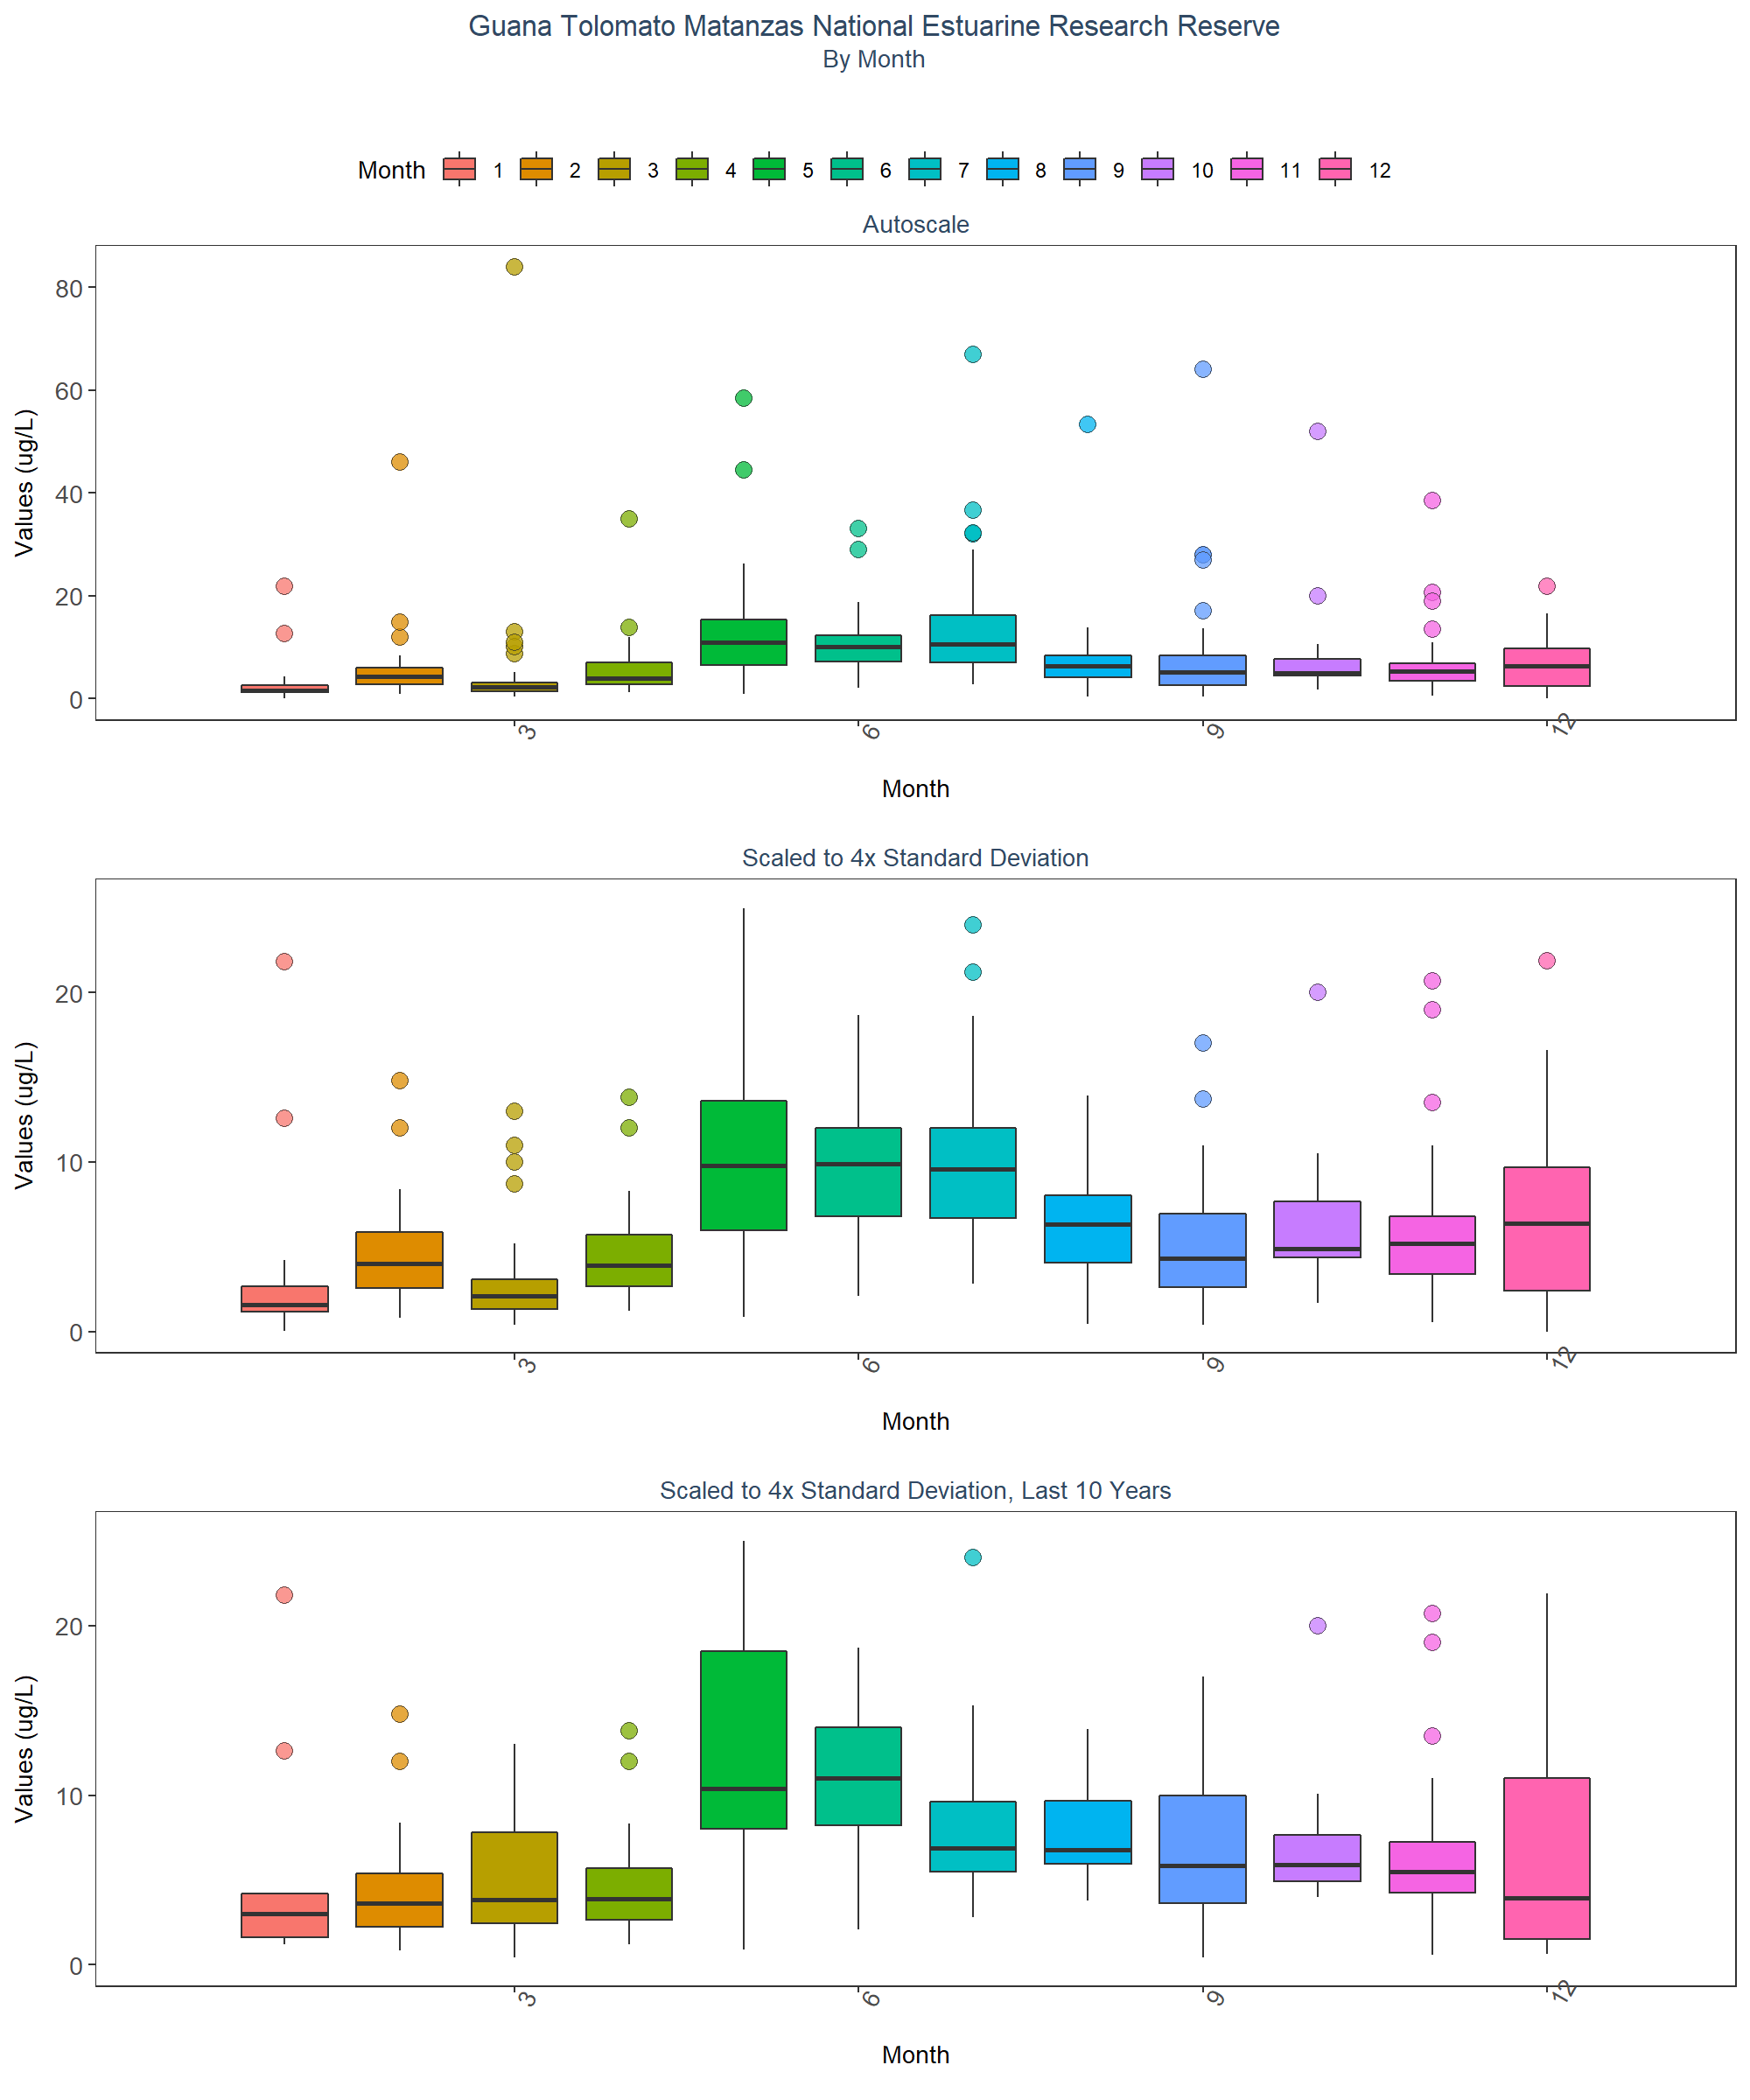 Guana Tolomato Matanzas National Estuarine Research Reserve
By Month
Month 1 2 3 4 5 6 7 8 9 10 11 12
Autoscale
Values (ug/L)
80
60
40
20
0
3 6 9 12
Month
Scaled to 4x Standard Deviation
Values (ug/L)
20
10
0
3 6 9 12
Month
Scaled to 4x Standard Deviation, Last 10 Years
Values (ug/L)
20
10
0
3 6 9 12
Month